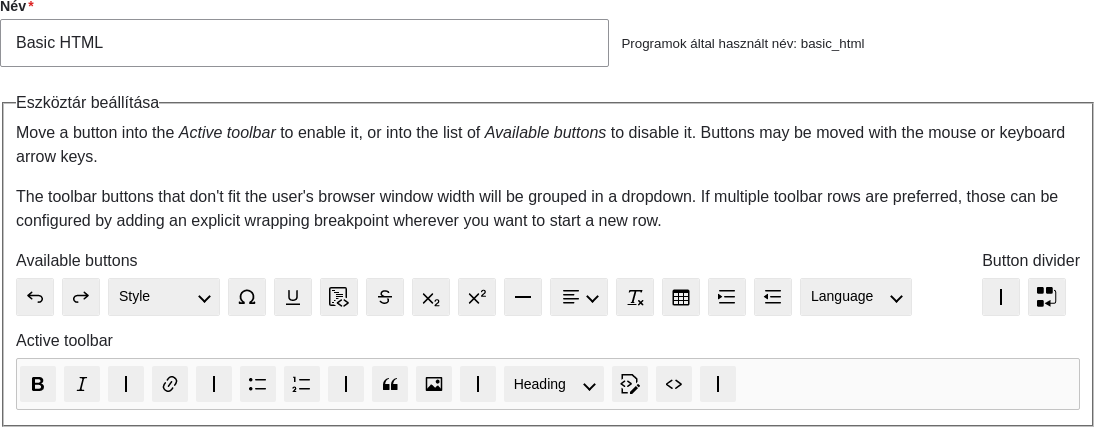 Név*
Basic HTML
Programok által használt név: basic_html
Eszköztár beállítása
Move a button into the Active toolbar to enable it, or into the list of Available buttons to disable it. Buttons may be moved with the mouse or keyboard
arrow keys.
The toolbar buttons that don't fit the user's browser window width will be grouped in a dropdown. If multiple toolbar rows are preferred, those can be
configured by adding an explicit wrapping breakpoint wherever you want to start a new row.
Available buttons
Button divider
Style
Language
Active toolbar
Heading